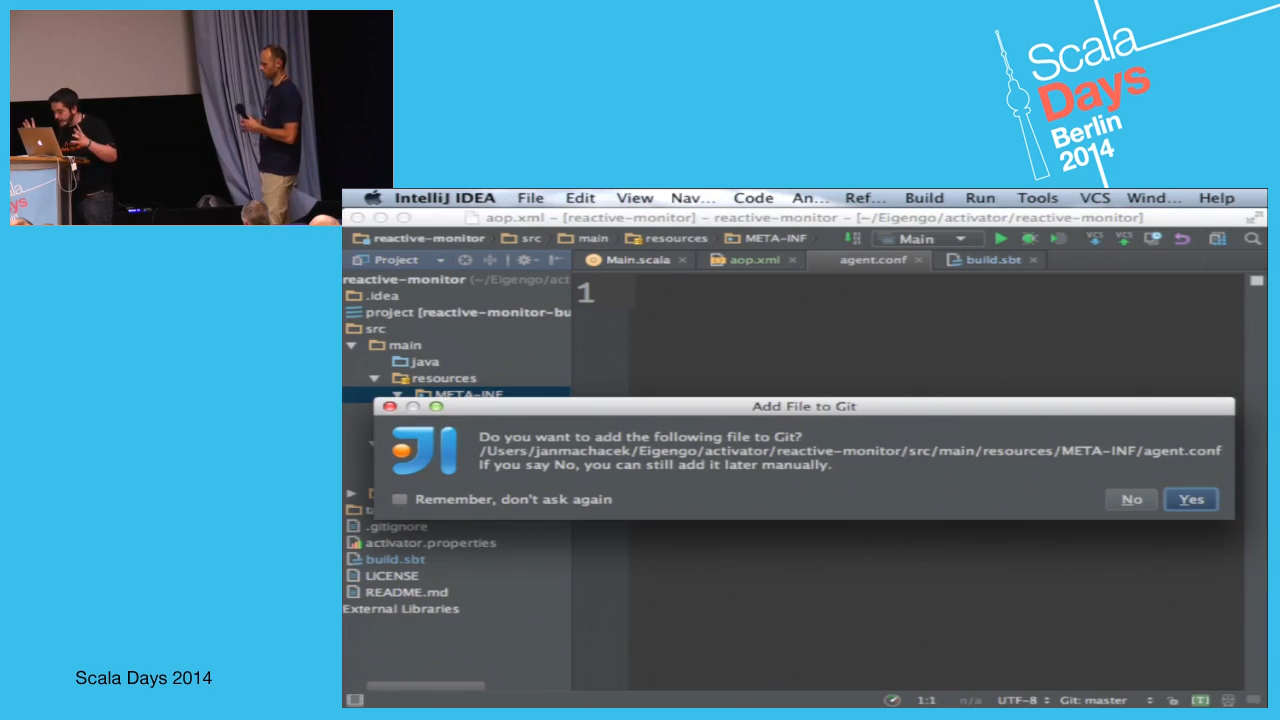 Scala
Days
Berlin
2014
IntelliJ IDEA File Edit View Nav... Code An... Ref... Build Run Tools VCS Wind... Help
aop.xml - [reactive-monitor] - reactive-monitor - [~/Eigengo/activator/reactive-monitor]
reactive-monitor src main resources META-INF Main VCS VCS
Project Main.scala aop.xml agent.conf build.sbt
reactive-monitor (~/Eigengo/act
1
.idea
project [reactive-monitor-bu
src
main
java
resources
META-INF
Add File to Git
Do you want to add the following file to Git?
/Users/janmachacek/Eigengo/activator/reactive-monitor/src/main/resources/META-INF/agent.conf
If you say No, you can still add it later manually.
Remember, don't ask again No Yes
.gitignore
activator.properties
build.sbt
LICENSE
README.md
External Libraries
Scala Days 2014
1:1 n/a UTF-8 Git: master [T]